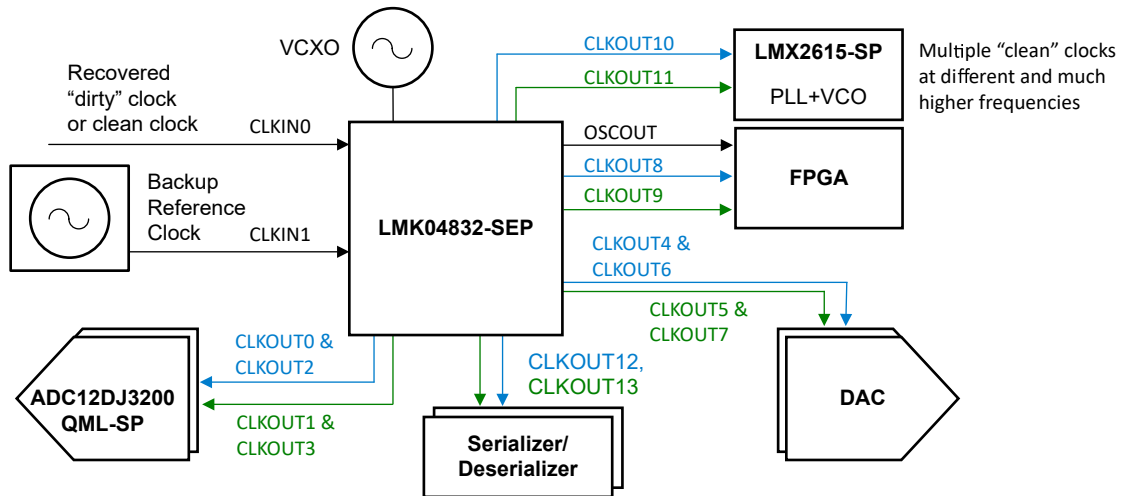 VCXO
Recovered
“dirty” clock
or clean clock
CLKIN0
Backup
Reference
Clock
CLKIN1
LMK04832-SEP
CLKOUT10
CLKOUT11
LMX2615-SP
PLL+VCO
Multiple “clean” clocks
at different and much
higher frequencies
OSCOUT
CLKOUT8
CLKOUT9
FPGA
CLKOUT4 &
CLKOUT6
CLKOUT5 &
CLKOUT7
DAC
CLKOUT0 &
CLKOUT2
CLKOUT1 &
CLKOUT3
ADC12DJ3200
QML-SP
CLKOUT12,
CLKOUT13
Serializer/
Deserializer